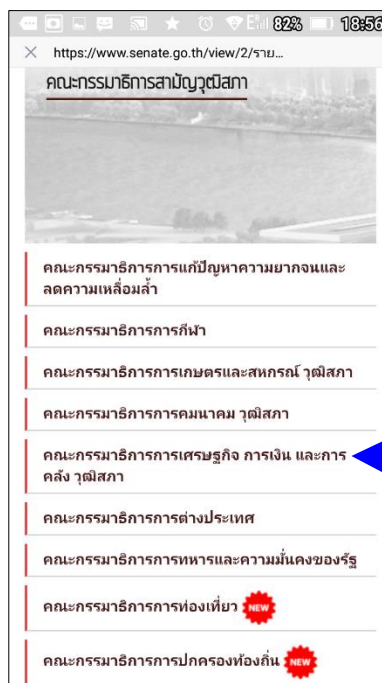 82%
18:56
https://www.senate.go.th/view/2/ราย...
คณะกรรมาธิการสามัญวุฒิสภา
คณะกรรมาธิการการแก้ปัญหาความยากจนและ
ลดความเหลื่อมล้ำ
คณะกรรมาธิการการกีฬา
คณะกรรมาธิการการเกษตรและสหกรณ์ วุฒิสภา
คณะกรรมาธิการการคมนาคม วุฒิสภา
คณะกรรมาธิการการเศรษฐกิจ การเงิน และการ
คลัง วุฒิสภา
คณะกรรมาธิการการต่างประเทศ
คณะกรรมาธิการการทหารและความมั่นคงของรัฐ
คณะกรรมาธิการการท่องเที่ยว NEW
คณะกรรมาธิการการปกครองท้องถิ่น NEW